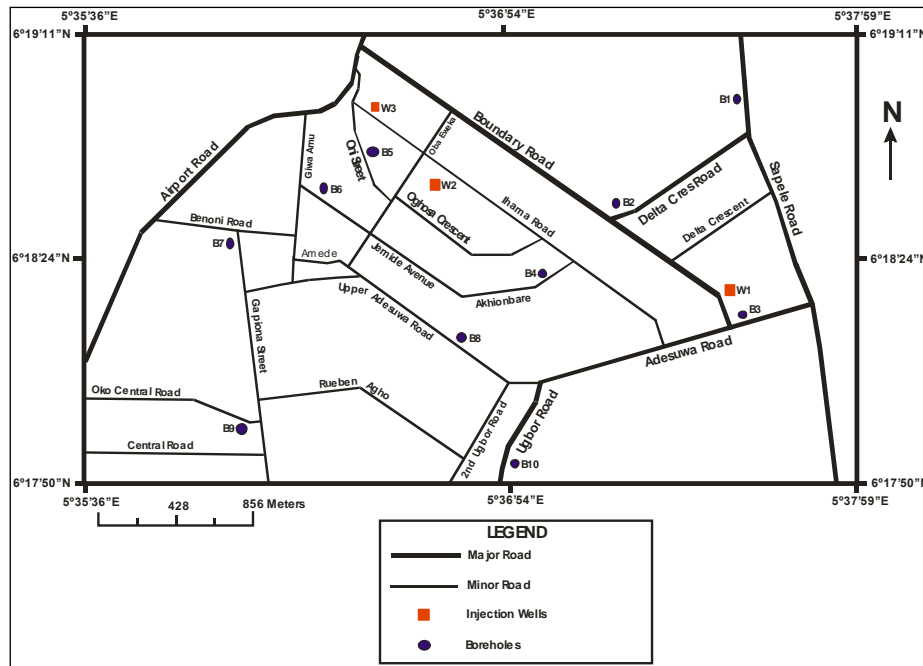 5°35'36"E
5°36'54"E
5°37'59"E
6°19'11"N
6°19'11"N
B1
W3
N
Boundary Road
Oba Eweka
Airport Road
Giwa Amu
Ori Street
B5
B6
W2
B2
Delta Cres Road
Sapele Road
Delta Crescent
Ihama Road
Oghosa Crescent
Benoni Road
B7
Amede
Jemide Avenue
6°18'24"N
6°18'24"N
B4
Akhionbare
W1
B3
Upper Adesuwa Road
Gapiona Street
B8
Adesuwa Road
Oko Central Road
Rueben Agho
B9
Central Road
2nd Ugbor Road
Ugbor Road
B10
6°17'50"N
6°17'50"N
5°35'36"E
5°36'54"E
5°37'59"E
428
856 Meters
LEGEND
Major Road
Minor Road
Injection Wells
Boreholes